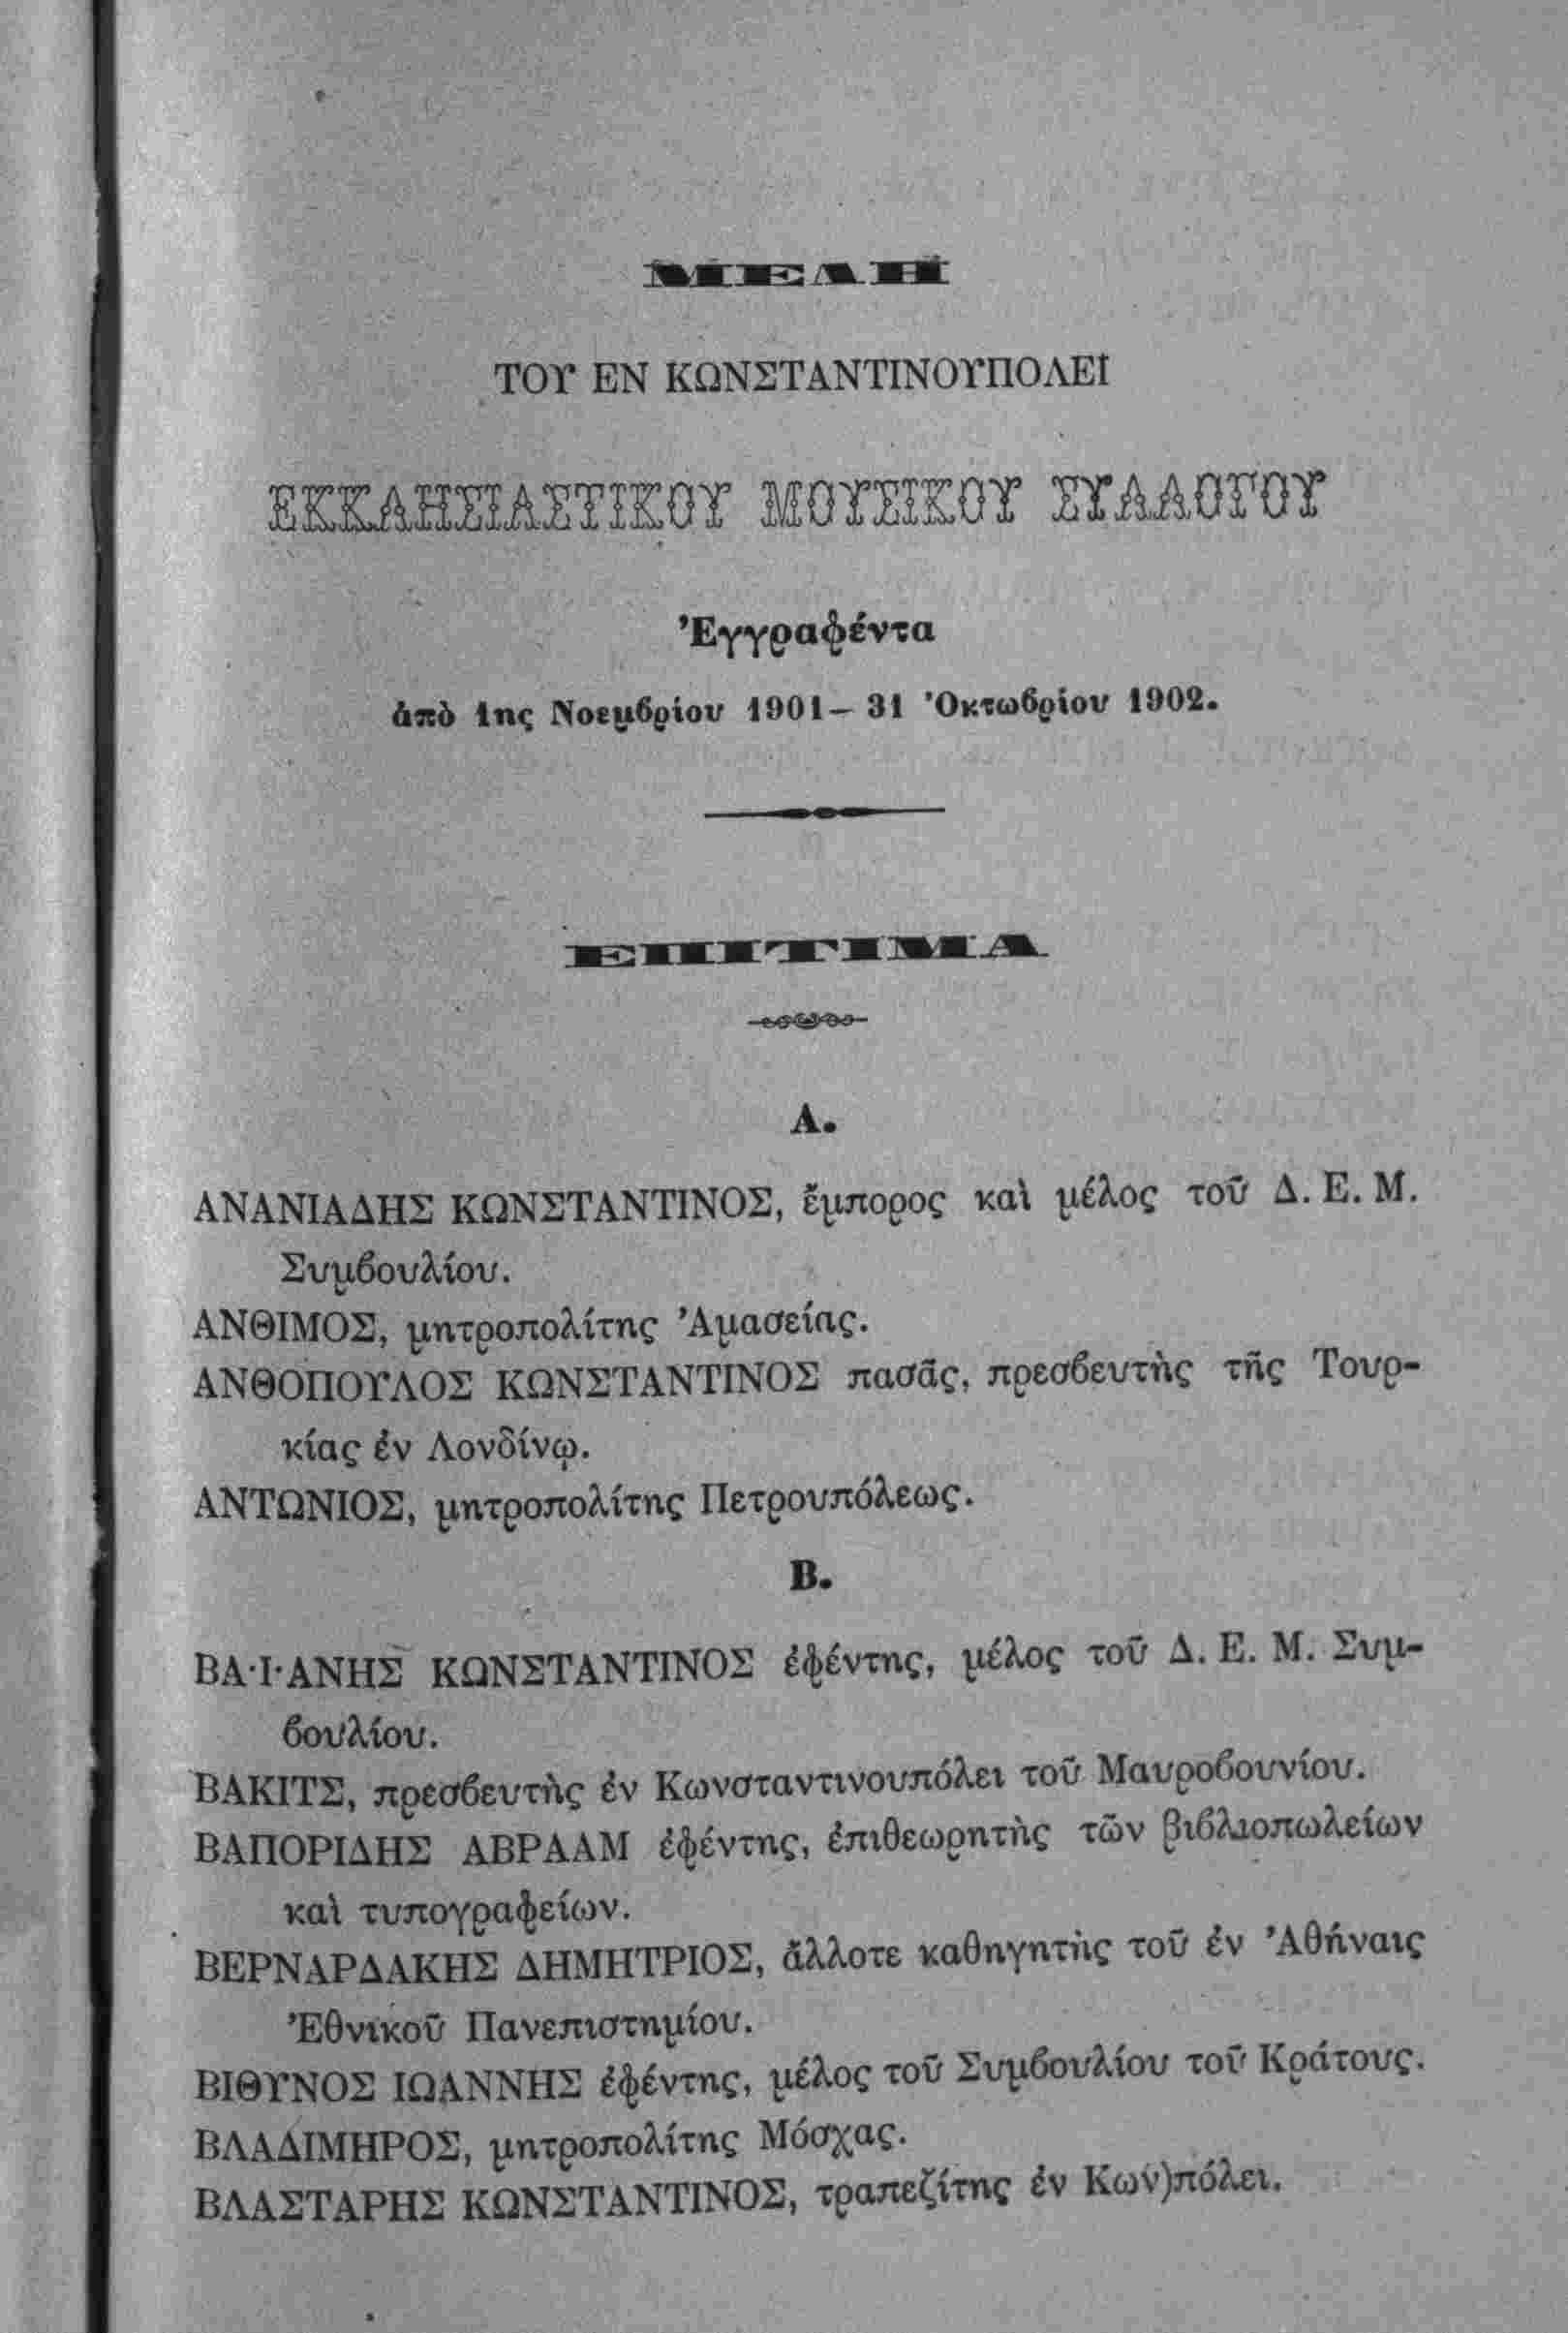 ΜΕΛΗ
ΤΟΥ ΕΝ ΚΩΝΣΤΑΝΤΙΝΟΥΠΟΛΕΙ
ΕΚΚΛΗΣΙΑΣΤΙΚΟΥ ΜΟΥΣΙΚΟΥ ΣΥΛΛΟΓΟΥ
Ἐγγραφέντα
ἀπὸ 1ης Νοεμβρίου 1901 – 31 Ὀκτωβρίου 1902.
ΕΠΙΤΙΜΑ
Α.
ΑΝΑΝΙΑΔΗΣ ΚΩΝΣΤΑΝΤΙΝΟΣ, ἔμπορος καὶ μέλος τοῦ Δ. Ε. Μ.
Συμβουλίου.
ΑΝΘΙΜΟΣ, μητροπολίτης Ἀμασείας.
ΑΝΘΟΠΟΥΛΟΣ ΚΩΝΣΤΑΝΤΙΝΟΣ πασᾶς, πρεσβευτὴς τῆς Τουρ-
κίας ἐν Λονδίνῳ.
ΑΝΤΩΝΙΟΣ, μητροπολίτης Πετρουπόλεως.
Β.
ΒΑ·Ι·ΑΝΗΣ ΚΩΝΣΤΑΝΤΙΝΟΣ ἐφέντης, μέλος τοῦ Δ. Ε. Μ. Συμ-
βουλίου.
ΒΑΚΙΤΣ, πρεσβευτὴς ἐν Κωνσταντινουπόλει τοῦ Μαυροβουνίου.
ΒΑΠΟΡΙΔΗΣ ΑΒΡΑΑΜ ἐφέντης, ἐπιθεωρητὴς τῶν βιβλιοπωλείων
καὶ τυπογραφείων.
ΒΕΡΝΑΡΔΑΚΗΣ ΔΗΜΗΤΡΙΟΣ, ἄλλοτε καθηγητὴς τοῦ ἐν Ἀθήναις
Ἐθνικοῦ Πανεπιστημίου.
ΒΙΘΥΝΟΣ ΙΩΑΝΝΗΣ ἐφέντης, μέλος τοῦ Συμβουλίου τοῦ Κράτους.
ΒΛΑΔΙΜΗΡΟΣ, μητροπολίτης Μόσχας.
ΒΛΑΣΤΑΡΗΣ ΚΩΝΣΤΑΝΤΙΝΟΣ, τραπεζίτης ἐν Κων)πόλει.